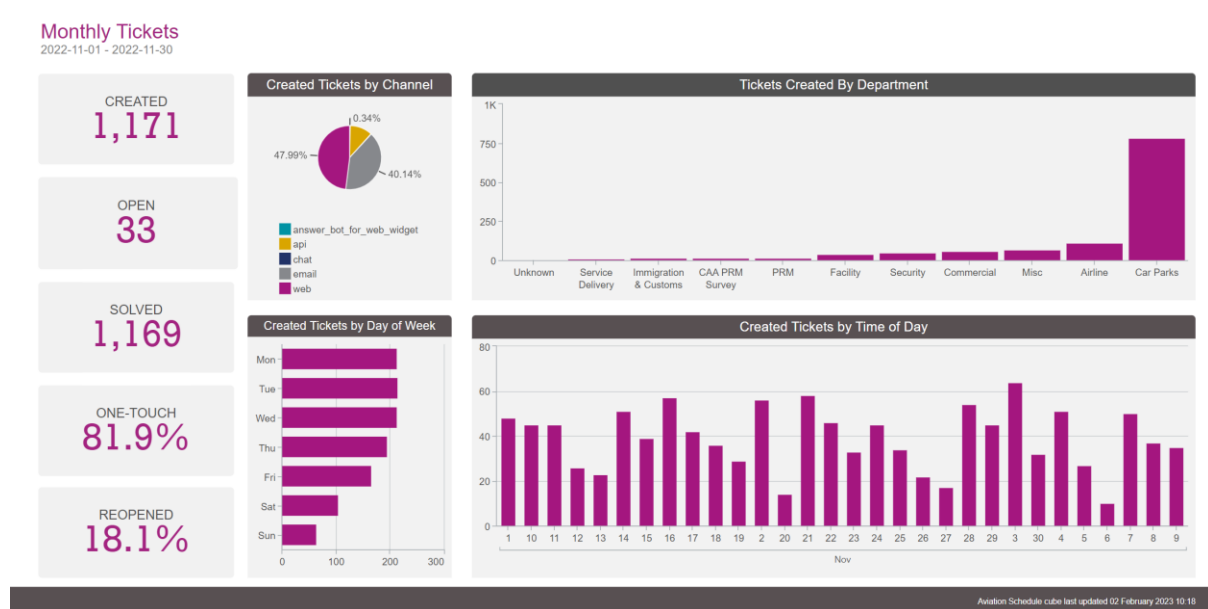 Monthly Tickets
2022-11-01 - 2022-11-30
CREATED
1,171
OPEN
33
SOLVED
1,169
ONE-TOUCH
81.9%
REOPENED
18.1%
Created Tickets by Channel
0.34%
47.99%
40.14%
answer_bot_for_web_widget
api
chat
email
web
Tickets Created By Department
1K
750
500
250
0
Unknown Service Delivery Immigration & Customs CAA PRM Survey PRM Facility Security Commercial Misc Airline Car Parks
Created Tickets by Day of Week
Mon
Tue
Wed
Thu
Fri
Sat
Sun
0 100 200 300
Created Tickets by Time of Day
80
60
40
20
0
1 10 11 12 13 14 15 16 17 18 19 2 20 21 22 23 24 25 26 27 28 29 3 30 4 5 6 7 8 9
Nov
Aviation Schedule cube last updated 02 February 2023 10:18